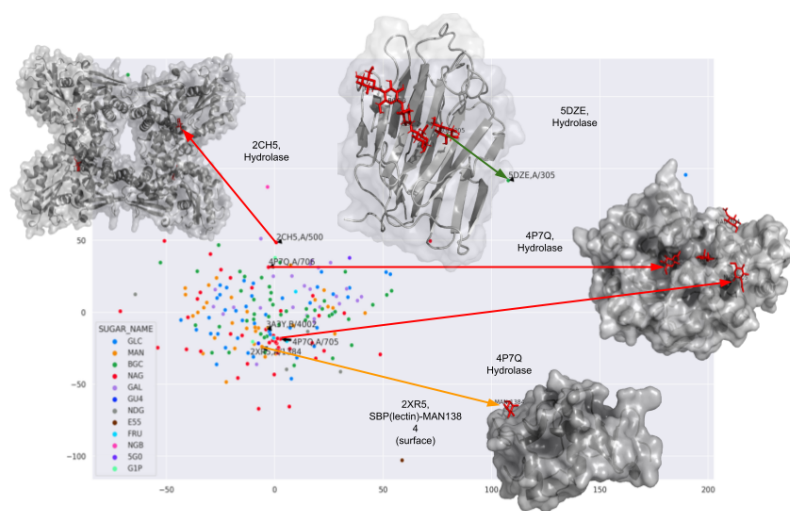 2CH5,
Hydrolase
5DZE,
Hydrolase
5DZE,A/305
4P7Q,
Hydrolase
2CH5,A/500
4P7Q,A/706
3A3Y,B/4002
4P7Q,A/705
50
0
−50
−100
SUGAR_NAME
GLC
MAN
BGC
NAG
GAL
GU4
NDG
E5S
FRU
NGB
5G0
G1P
4P7Q
Hydrolase
2XR5,
SBP(lectin)-MAN138
4
(surface)
−50
0
50
100
150
200